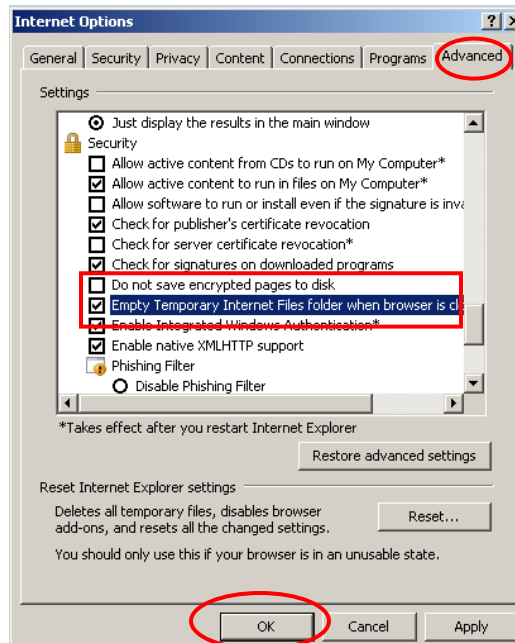 Internet Options
General Security Privacy Content Connections Programs Advanced
Settings
Just display the results in the main window
Security
Allow active content from CDs to run on My Computer*
Allow active content to run in files on My Computer*
Allow software to run or install even if the signature is inva
Check for publisher's certificate revocation
Check for server certificate revocation*
Check for signatures on downloaded programs
Do not save encrypted pages to disk
Empty Temporary Internet Files folder when browser is cl
Enable Integrated Windows Authentication*
Enable native XMLHTTP support
Phishing Filter
Disable Phishing Filter
*Takes effect after you restart Internet Explorer
Restore advanced settings
Reset Internet Explorer settings
Deletes all temporary files, disables browser
add-ons, and resets all the changed settings.
Reset...
You should only use this if your browser is in an unusable state.
OK Cancel Apply